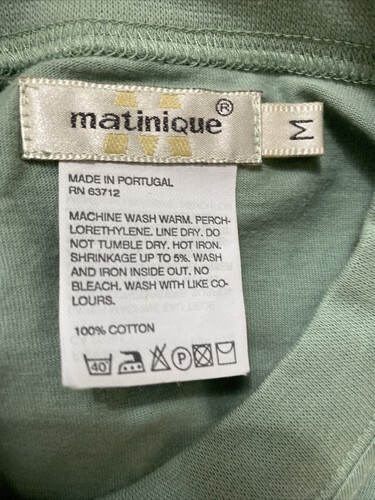 matinique®
M
MADE IN PORTUGAL
RN 63712
MACHINE WASH WARM. PERCH-
LORETHYLENE. LINE DRY. DO
NOT TUMBLE DRY. HOT IRON.
SHRINKAGE UP TO 5%. WASH
AND IRON INSIDE OUT. NO
BLEACH. WASH WITH LIKE CO-
LOURS.
100% COTTON
40° P